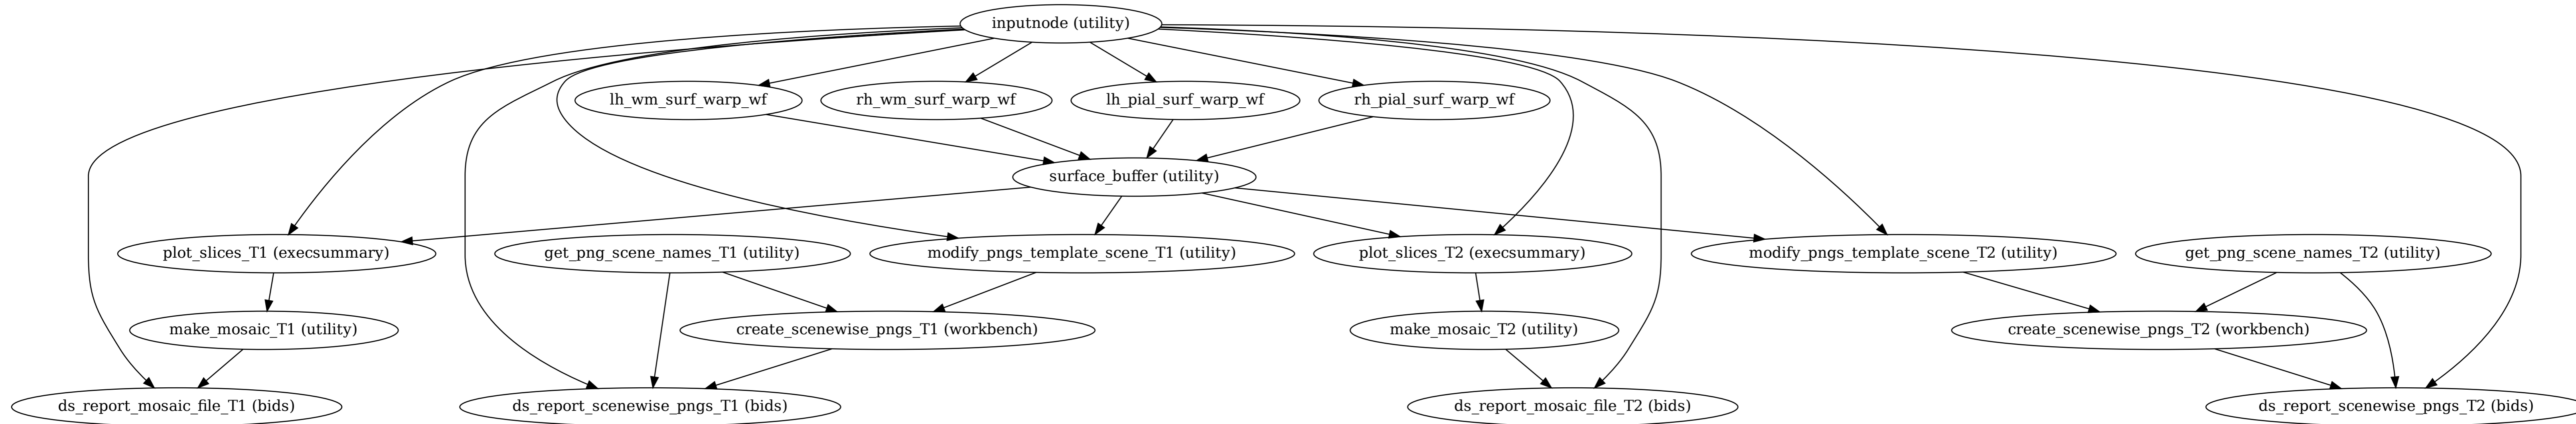 inputnode (utility)
lh_wm_surf_warp_wf
rh_wm_surf_warp_wf
lh_pial_surf_warp_wf
rh_pial_surf_warp_wf
surface_buffer (utility)
plot_slices_T1 (execsummary)
get_png_scene_names_T1 (utility)
modify_pngs_template_scene_T1 (utility)
plot_slices_T2 (execsummary)
modify_pngs_template_scene_T2 (utility)
get_png_scene_names_T2 (utility)
make_mosaic_T1 (utility)
create_scenewise_pngs_T1 (workbench)
make_mosaic_T2 (utility)
create_scenewise_pngs_T2 (workbench)
ds_report_mosaic_file_T1 (bids)
ds_report_scenewise_pngs_T1 (bids)
ds_report_mosaic_file_T2 (bids)
ds_report_scenewise_pngs_T2 (bids)